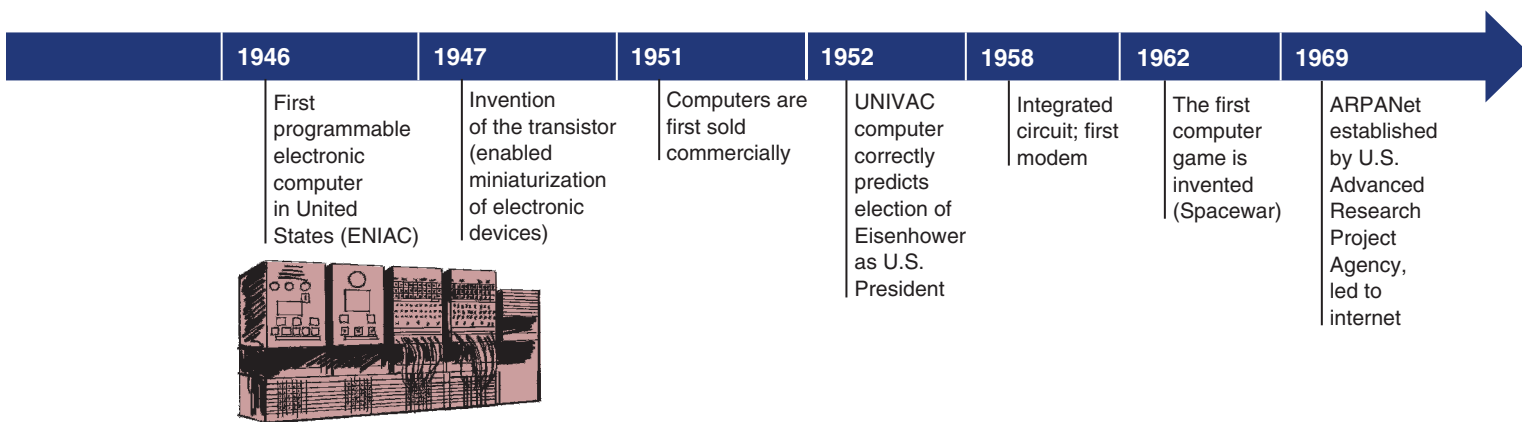 1946
First
programmable
electronic
computer
in United
States (ENIAC)
1947
Invention
of the transistor
(enabled
miniaturization
of electronic
devices)
1951
Computers are
first sold
commercially
1952
UNIVAC
computer
correctly
predicts
election of
Eisenhower
as U.S.
President
1958
Integrated
circuit; first
modem
1962
The first
computer
game is
invented
(Spacewar)
1969
ARPANet
established
by U.S.
Advanced
Research
Project
Agency,
led to
internet